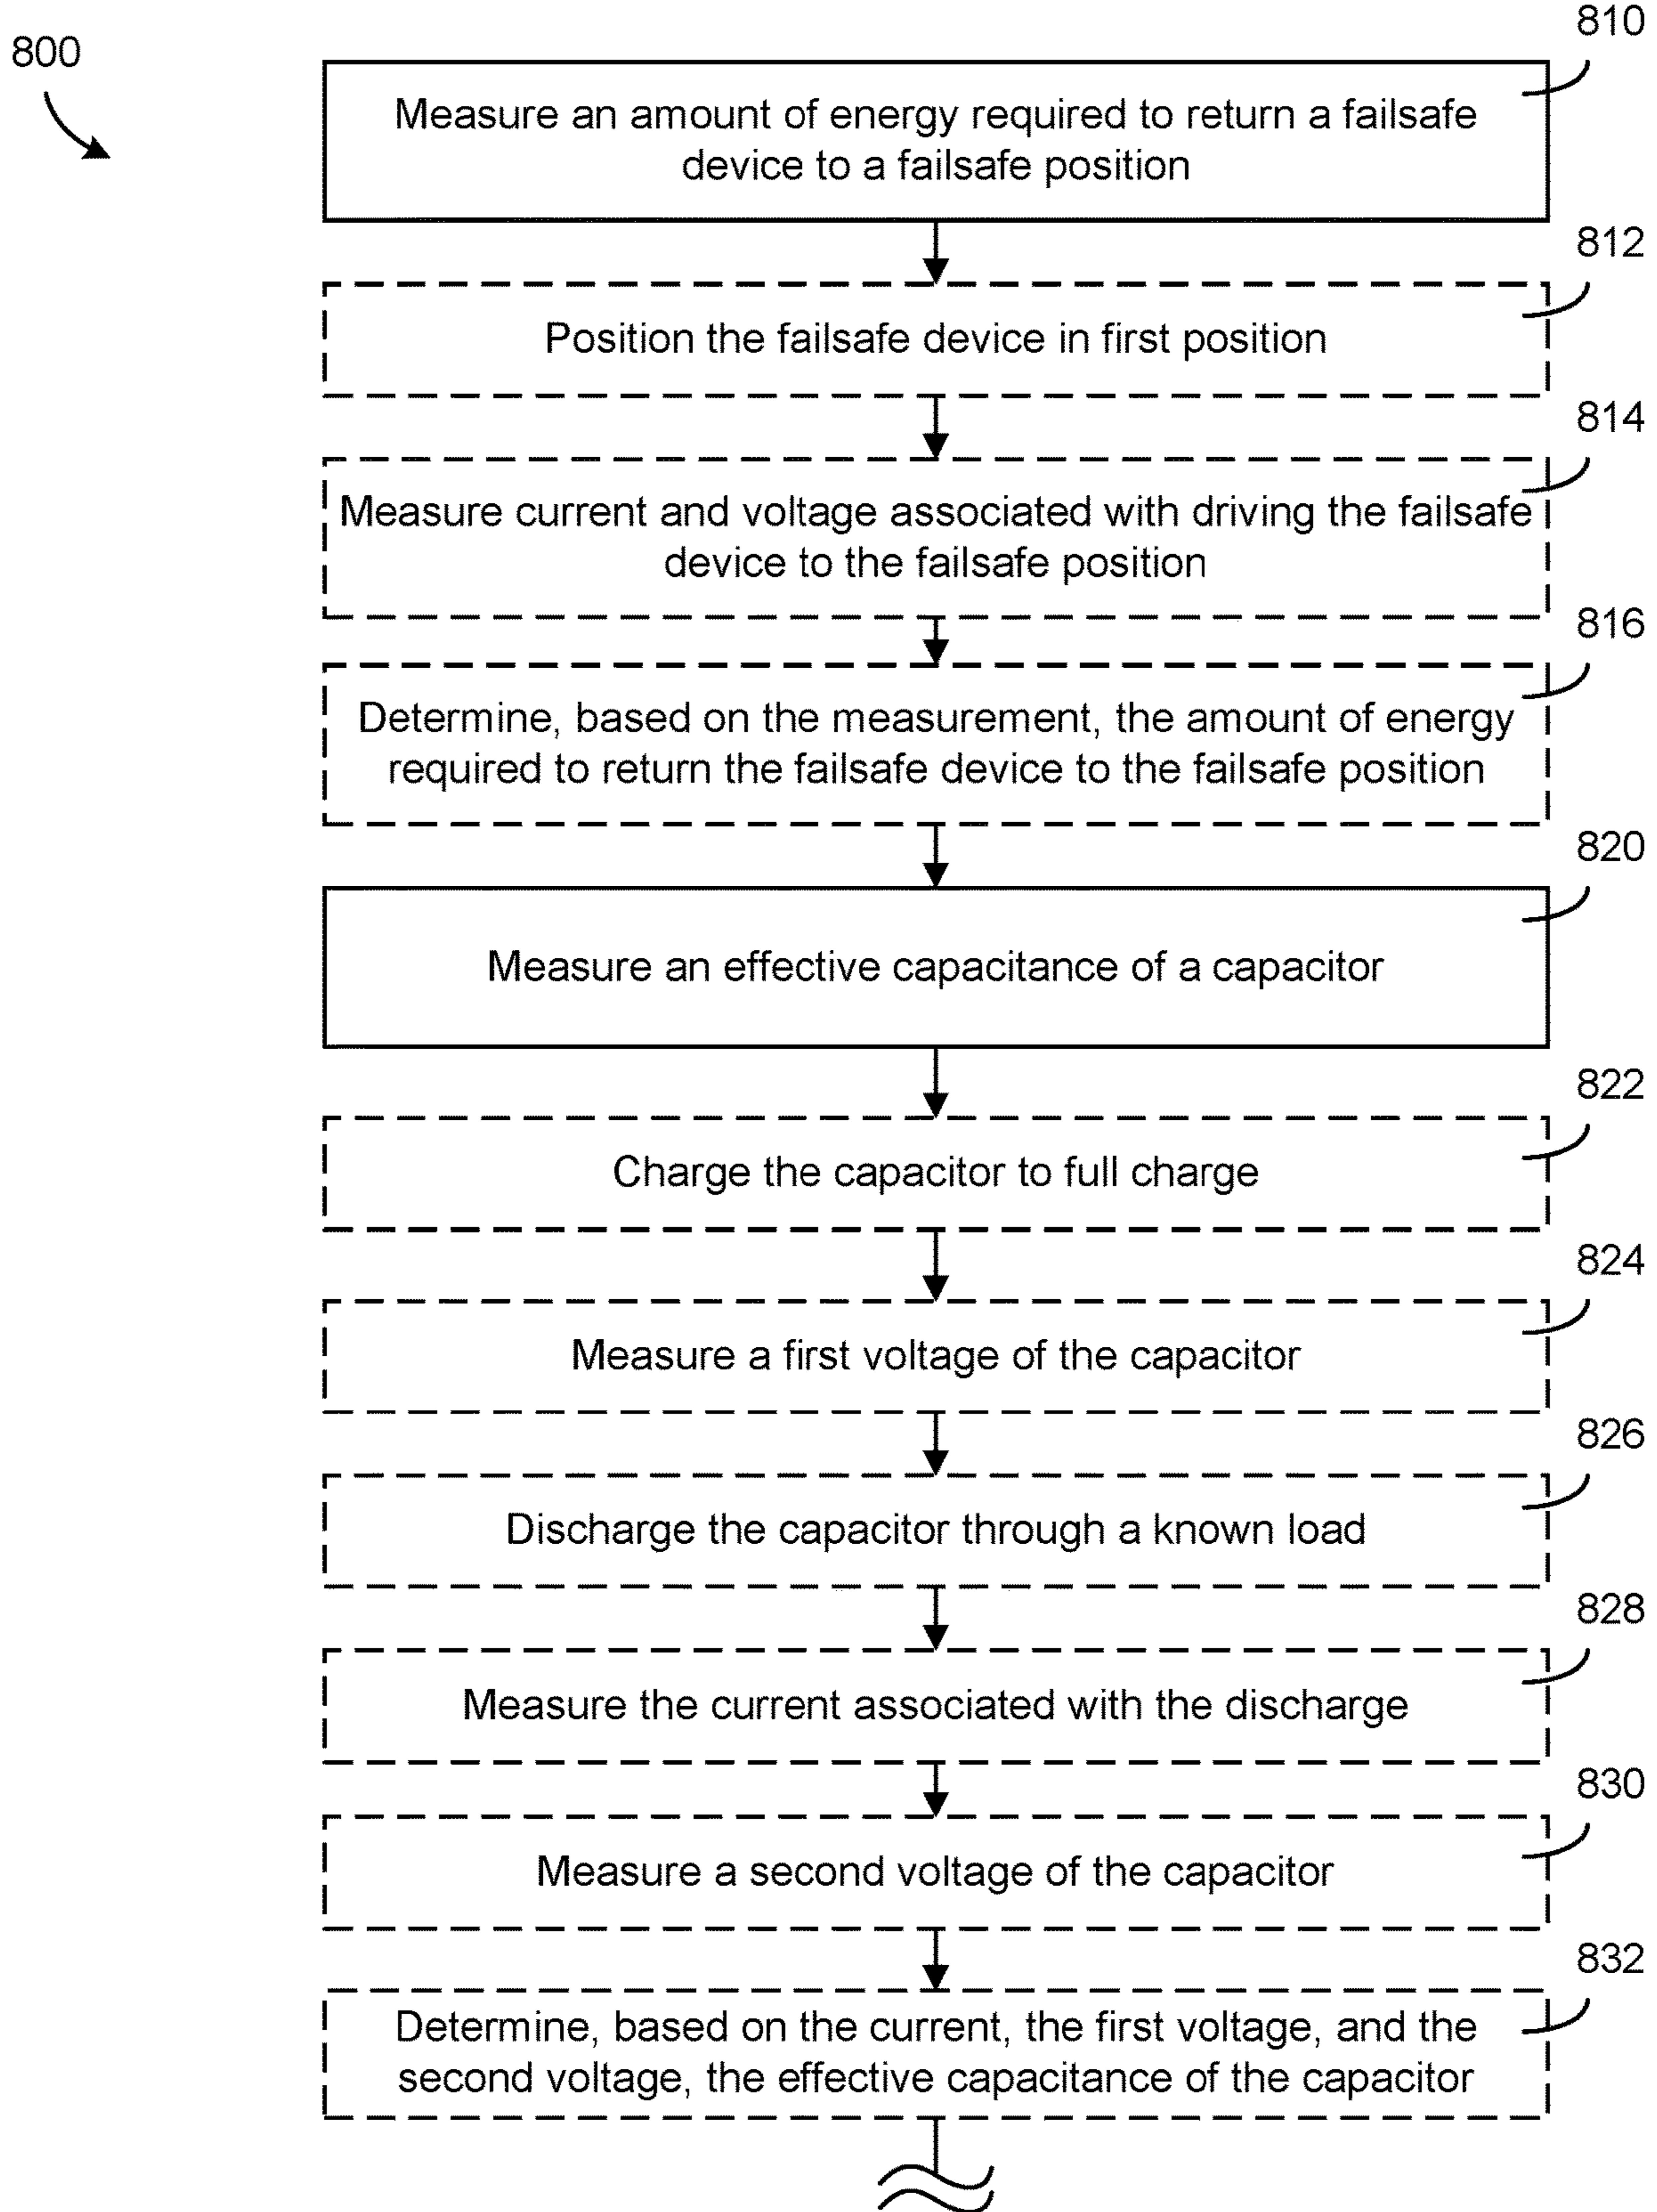 800
810
Measure an amount of energy required to return a failsafe
device to a failsafe position
812
Position the failsafe device in first position
814
Measure current and voltage associated with driving the failsafe
device to the failsafe position
816
Determine, based on the measurement, the amount of energy
required to return the failsafe device to the failsafe position
820
Measure an effective capacitance of a capacitor
822
Charge the capacitor to full charge
824
Measure a first voltage of the capacitor
826
Discharge the capacitor through a known load
828
Measure the current associated with the discharge
830
Measure a second voltage of the capacitor
832
Determine, based on the current, the first voltage, and the
second voltage, the effective capacitance of the capacitor